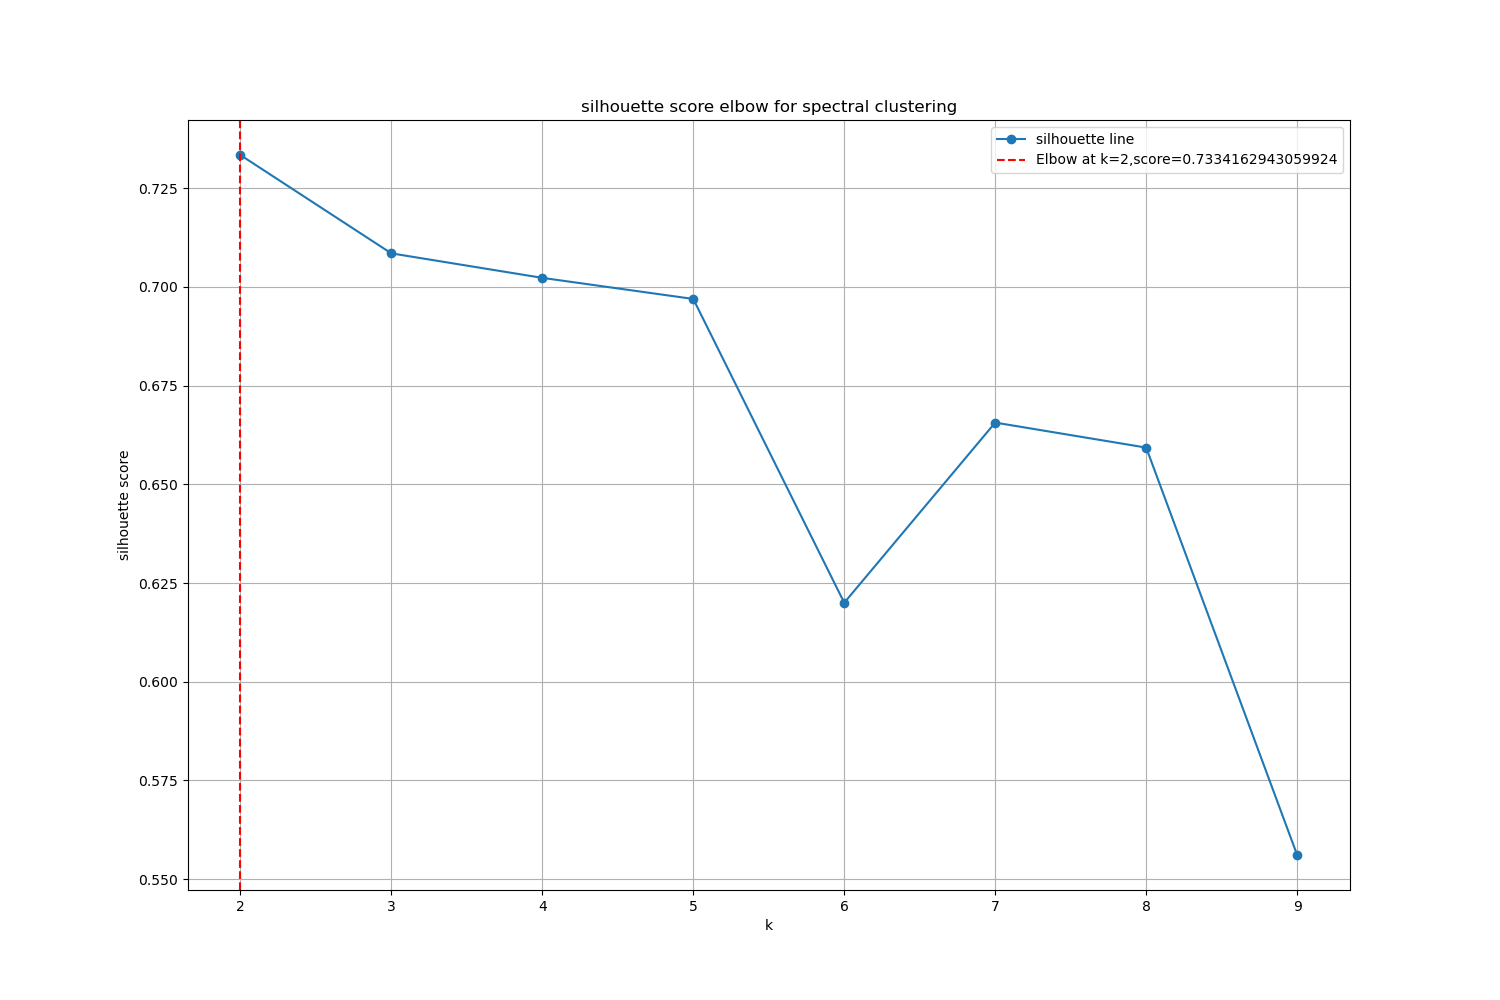 silhouette score elbow for spectral clustering
silhouette line
Elbow at k=2,score=0.7334162943059924
silhouette score
0.725
0.700
0.675
0.650
0.625
0.600
0.575
0.550
2 3 4 5 6 7 8 9
k